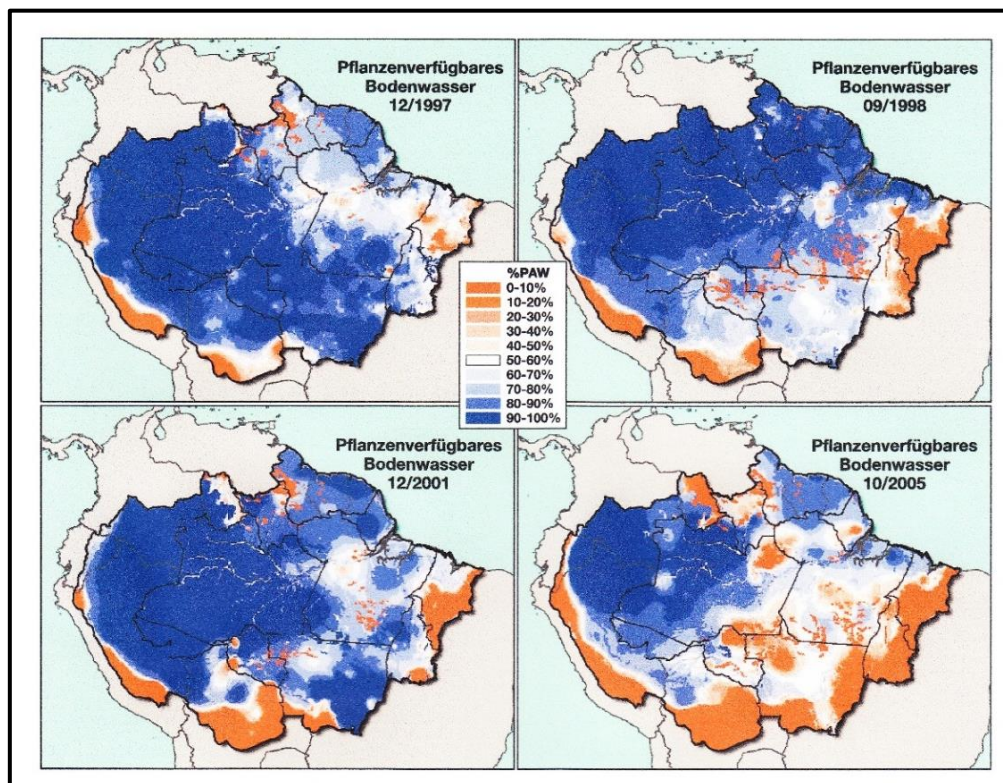 Pflanzenverfügbares
Bodenwasser
12/1997
Pflanzenverfügbares
Bodenwasser
09/1998
%PAW
0-10%
10-20%
20-30%
30-40%
40-50%
50-60%
60-70%
70-80%
80-90%
90-100%
Pflanzenverfügbares
Bodenwasser
12/2001
Pflanzenverfügbares
Bodenwasser
10/2005